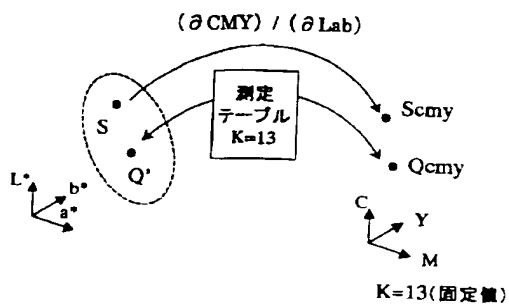 (∂CMY)／(∂Lab)
測定
テーブル
K=13
S
Q'
Scmy
Qcmy
L*
b*
a*
C
Y
M
K=13(固定値)